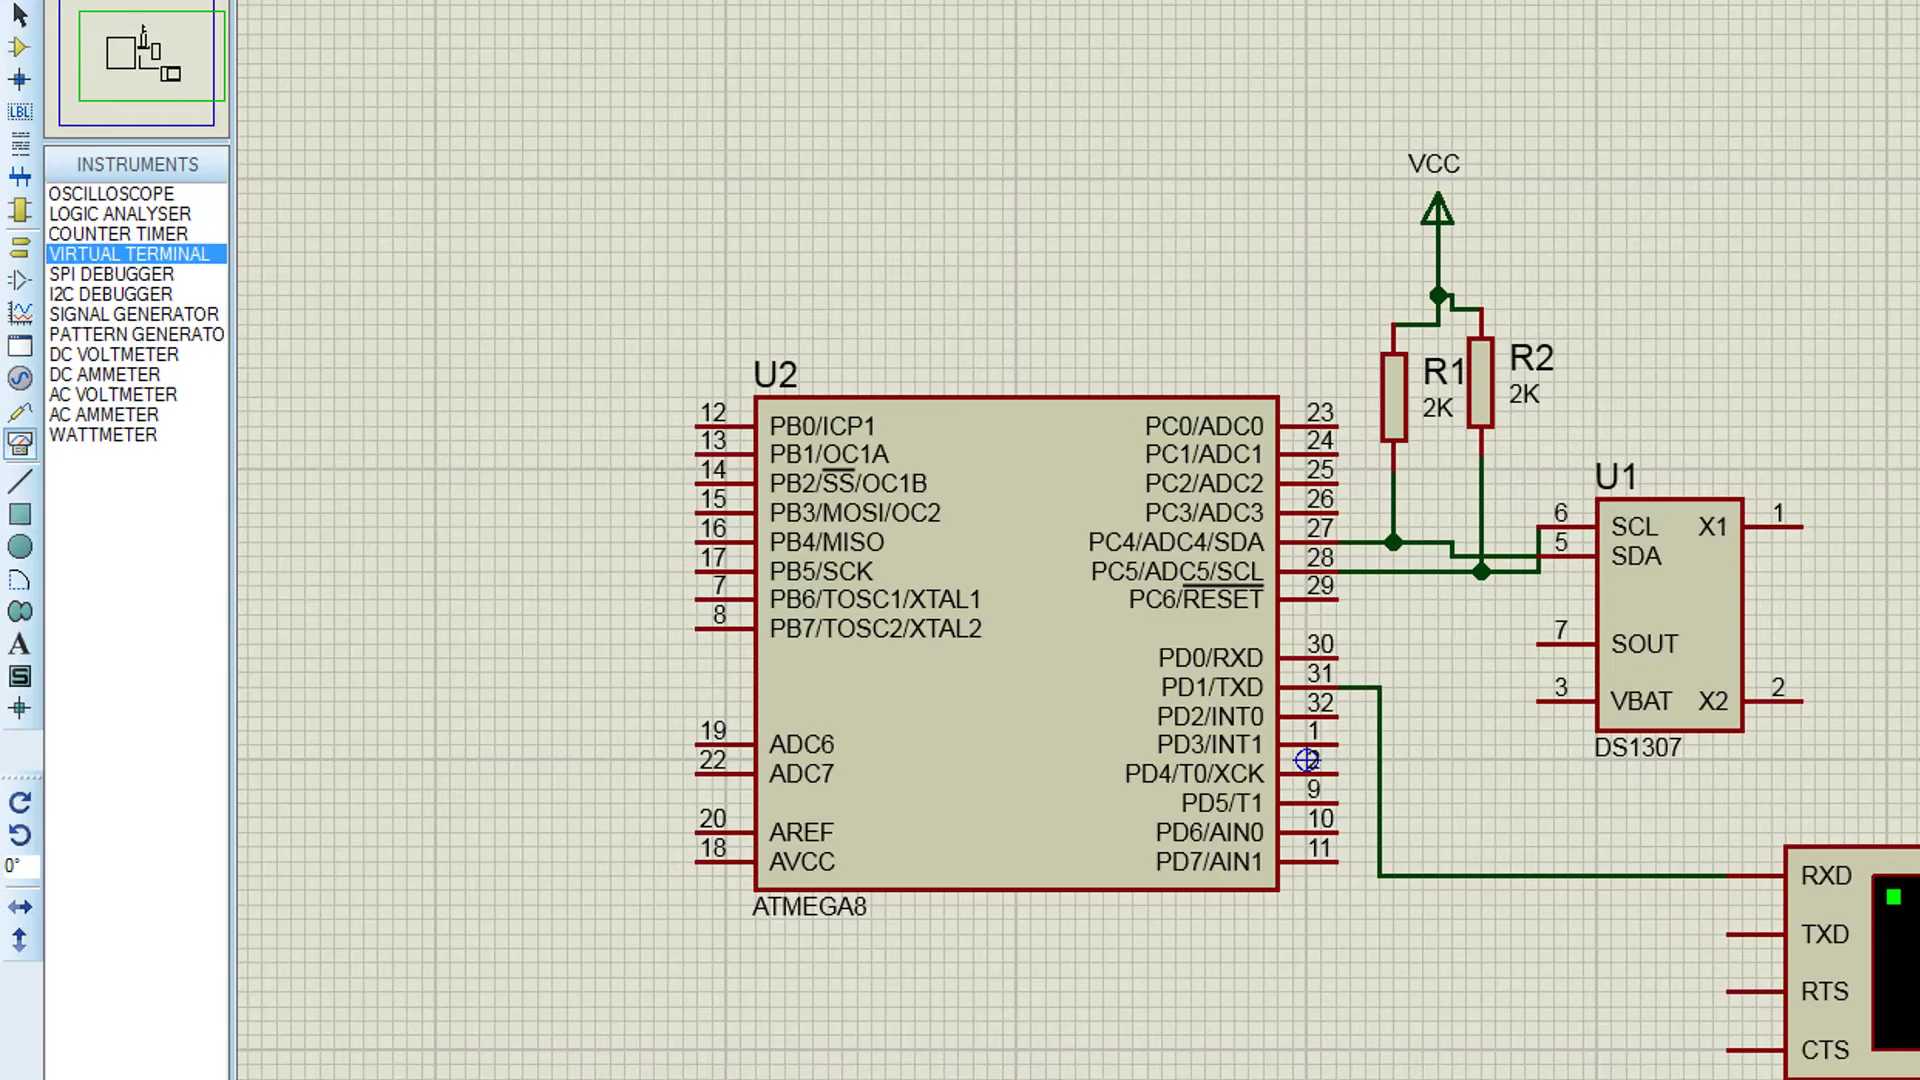 LBL
INSTRUMENTS
OSCILLOSCOPE
LOGIC ANALYSER
COUNTER TIMER
VIRTUAL TERMINAL
SPI DEBUGGER
I2C DEBUGGER
SIGNAL GENERATOR
PATTERN GENERATO
DC VOLTMETER
DC AMMETER
AC VOLTMETER
AC AMMETER
WATTMETER
A
S
0°
VCC
R1
2K
R2
2K
U2
12 PB0/ICP1
13 PB1/OC1A
14 PB2/SS/OC1B
15 PB3/MOSI/OC2
16 PB4/MISO
17 PB5/SCK
7 PB6/TOSC1/XTAL1
8 PB7/TOSC2/XTAL2
19 ADC6
22 ADC7
20 AREF
18 AVCC
PC0/ADC0 23
PC1/ADC1 24
PC2/ADC2 25
PC3/ADC3 26
PC4/ADC4/SDA 27
PC5/ADC5/SCL 28
PC6/RESET 29
PD0/RXD 30
PD1/TXD 31
PD2/INT0 32
PD3/INT1 1
PD4/T0/XCK 2
PD5/T1 9
PD6/AIN0 10
PD7/AIN1 11
ATMEGA8
U1
6 SCL X1 1
5 SDA
7 SOUT
3 VBAT X2 2
DS1307
RXD
TXD
RTS
CTS